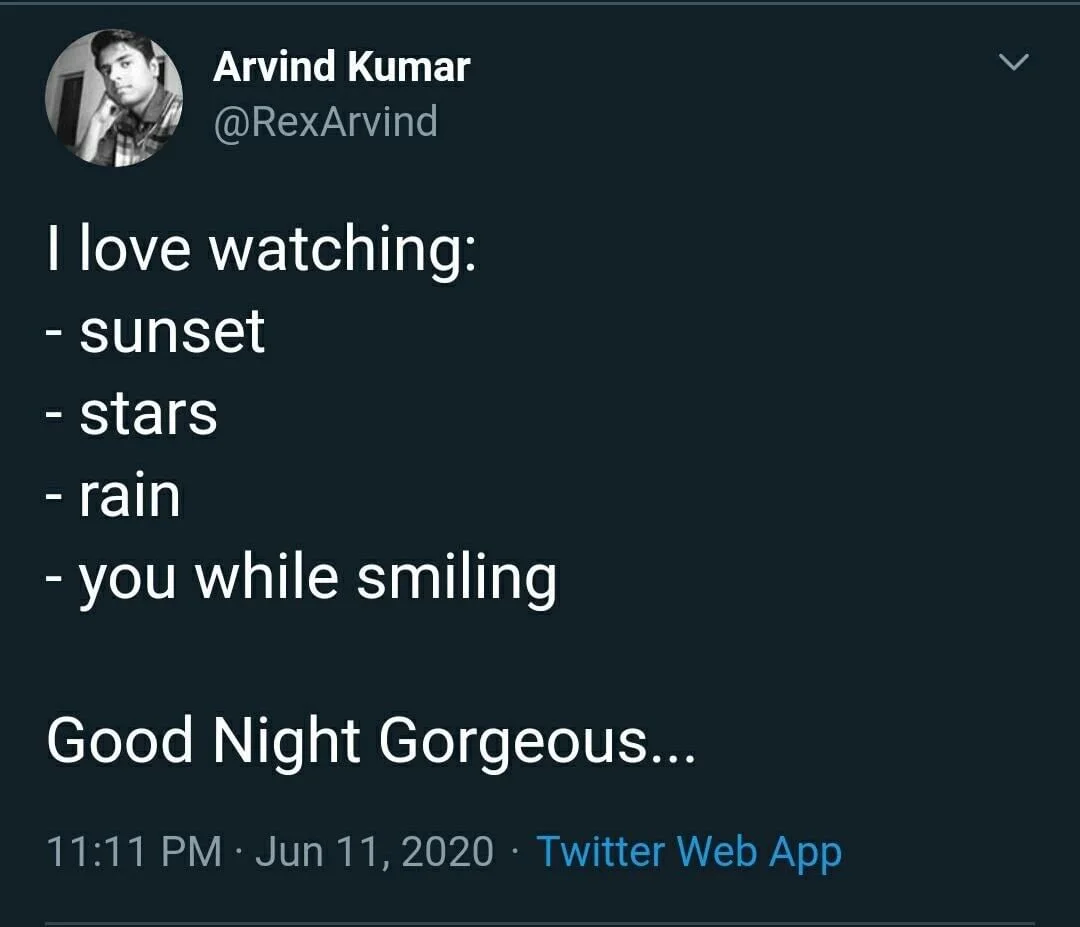 Arvind Kumar
@RexArvind
I love watching:
- sunset
- stars
- rain
- you while smiling
Good Night Gorgeous...
11:11 PM · Jun 11, 2020 · Twitter Web App